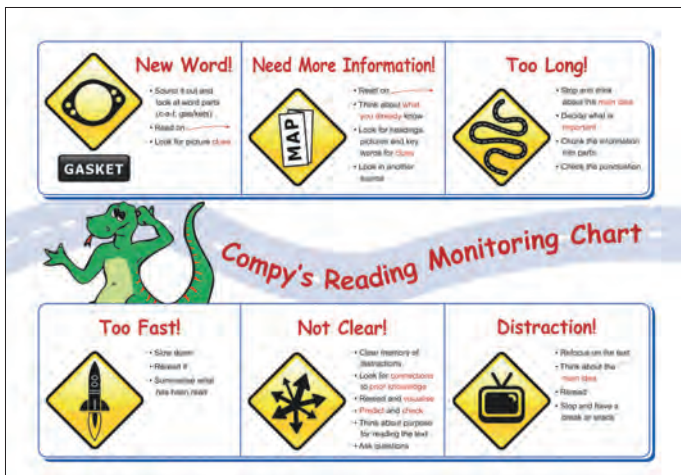 New Word!
• Sound it out and
look at word parts
(c-a-t, gas/kets)
• Read on
• Look for picture clues
GASKET
Need More Information!
• Read on
• Think about what
you already know
• Look for headings,
pictures and key
words for clues
• Look in another
source
MAP
Too Long!
• Stop and think
about the main idea
• Decide what is
important
• Chunk the information
into parts
• Check the punctuation
Compy's Reading Monitoring Chart
Too Fast!
• Slow down
• Reread it
• Summarise what
has been read
Not Clear!
• Clear memory of
distractions
• Look for connections
to prior knowledge
• Reread and visualise
• Predict and check
• Think about purpose
for reading the text
• Ask questions
Distraction!
• Refocus on the text
• Think about the
main idea
• Reread
• Stop and have a
break or snack